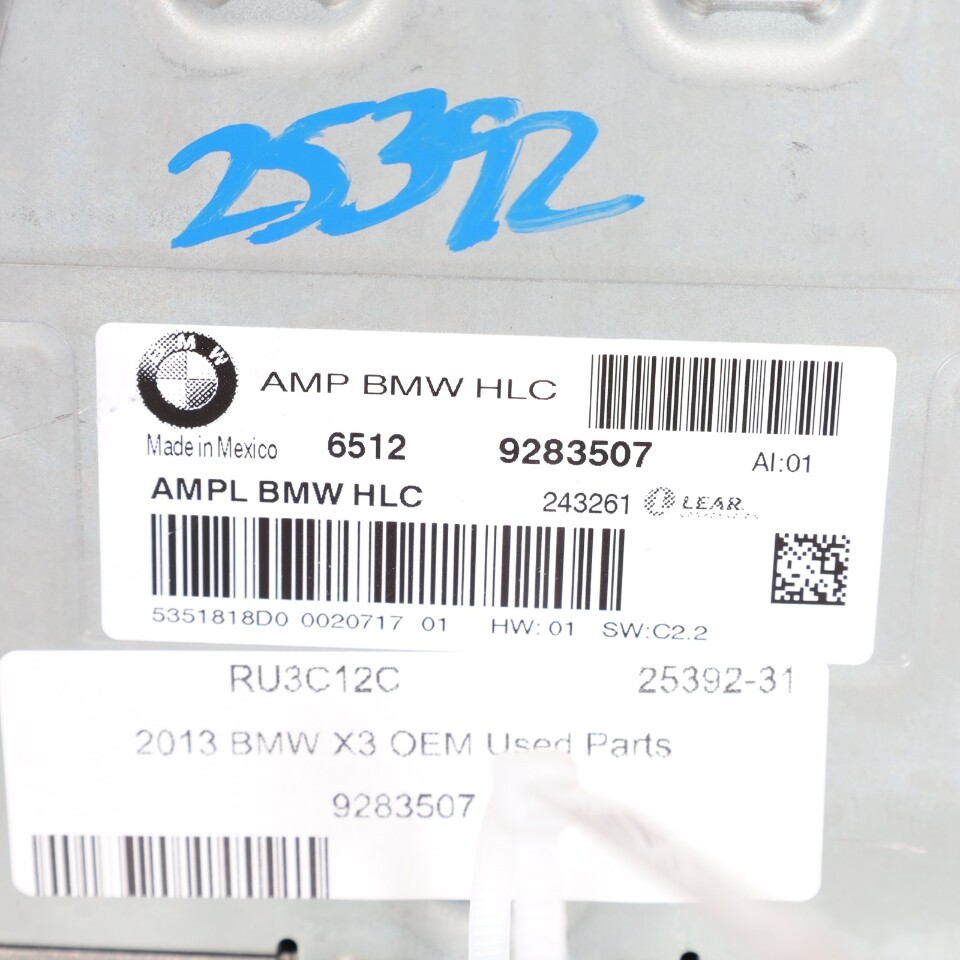 25392
BMW
AMP BMW HLC
Made in Mexico 6512 9283507 AI:01
AMPL BMW HLC 243261 LEAR
5351818D0 0020717 01 HW: 01 SW:C2.2
RU3C12C 25392-31
2013 BMW X3 OEM Used Parts
9283507